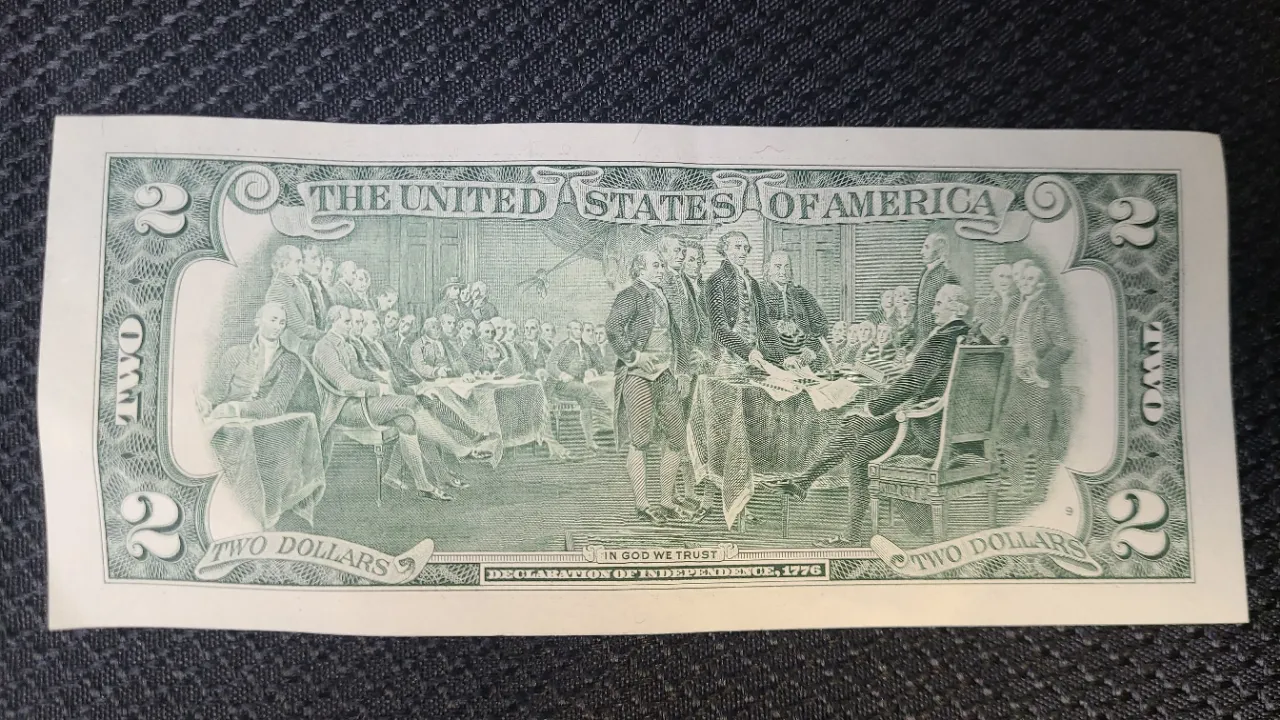 2 THE UNITED STATES OF AMERICA 2
TWO
TWO
2 TWO DOLLARS IN GOD WE TRUST TWO DOLLARS 2
DECLARATION OF INDEPENDENCE, 1776
9